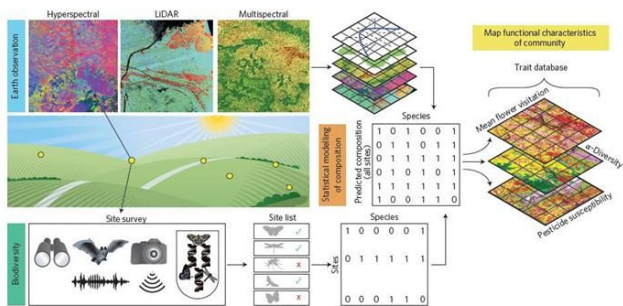 Hyperspectral
LiDAR
Multispectral
Earth observation
Map functional characteristics
of community
Trait database
Mean flower visitation
α-Diversity
Pesticide susceptibility
Species
Statistical modelling
of composition
Predicted composition
(all sites)
1 0 1 0 0 1
0 0 1 0 1 1
0 1 1 1 1 1
0 0 1 0 1 1
1 1 1 1 1 1
1 0 0 1 1 0
Site survey
Biodiversity
Site list
Species
Sites
1 0 0 0 0 1
0 1 1 1 1 1
0 0 0 1 1 0